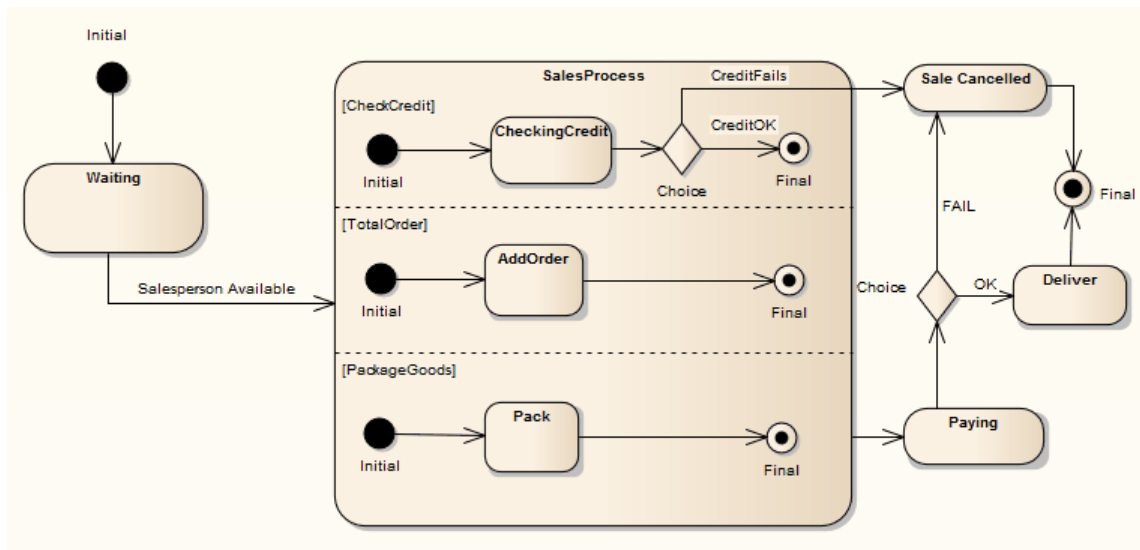 Initial
Waiting
Salesperson Available
SalesProcess
[CheckCredit]
Initial
CheckingCredit
Choice
CreditFails
CreditOK
Final
[TotalOrder]
Initial
AddOrder
Final
[PackageGoods]
Initial
Pack
Final
Sale Cancelled
Final
FAIL
Choice
OK
Deliver
Paying